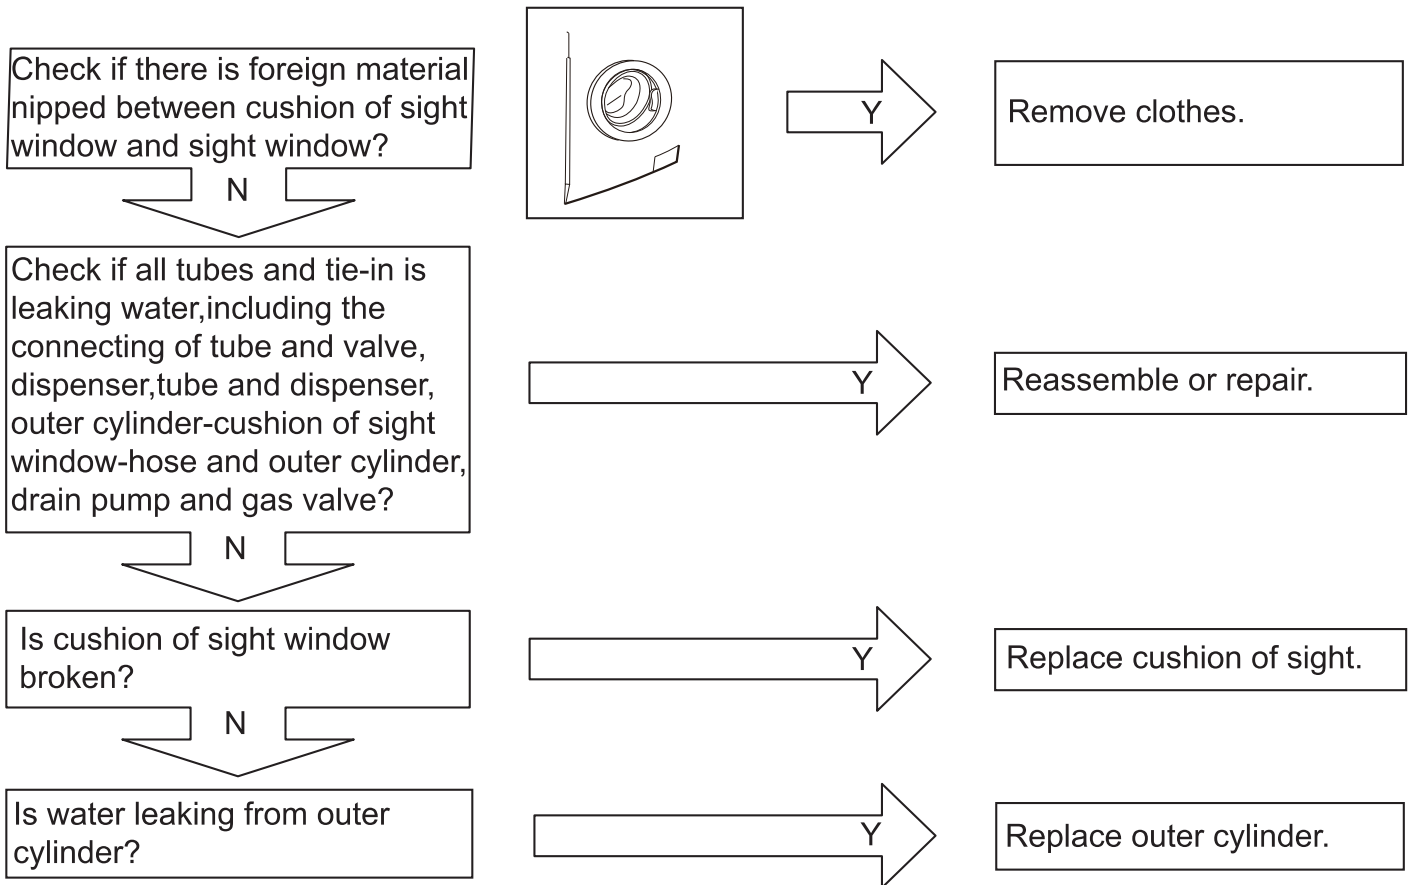 Check if there is foreign material
nipped between cushion of sight
window and sight window?
Y
Remove clothes.
N
Check if all tubes and tie-in is
leaking water,including the
connecting of tube and valve,
dispenser,tube and dispenser,
outer cylinder-cushion of sight
window-hose and outer cylinder,
drain pump and gas valve?
Y
Reassemble or repair.
N
Is cushion of sight window
broken?
Y
Replace cushion of sight.
N
Is water leaking from outer
cylinder?
Y
Replace outer cylinder.